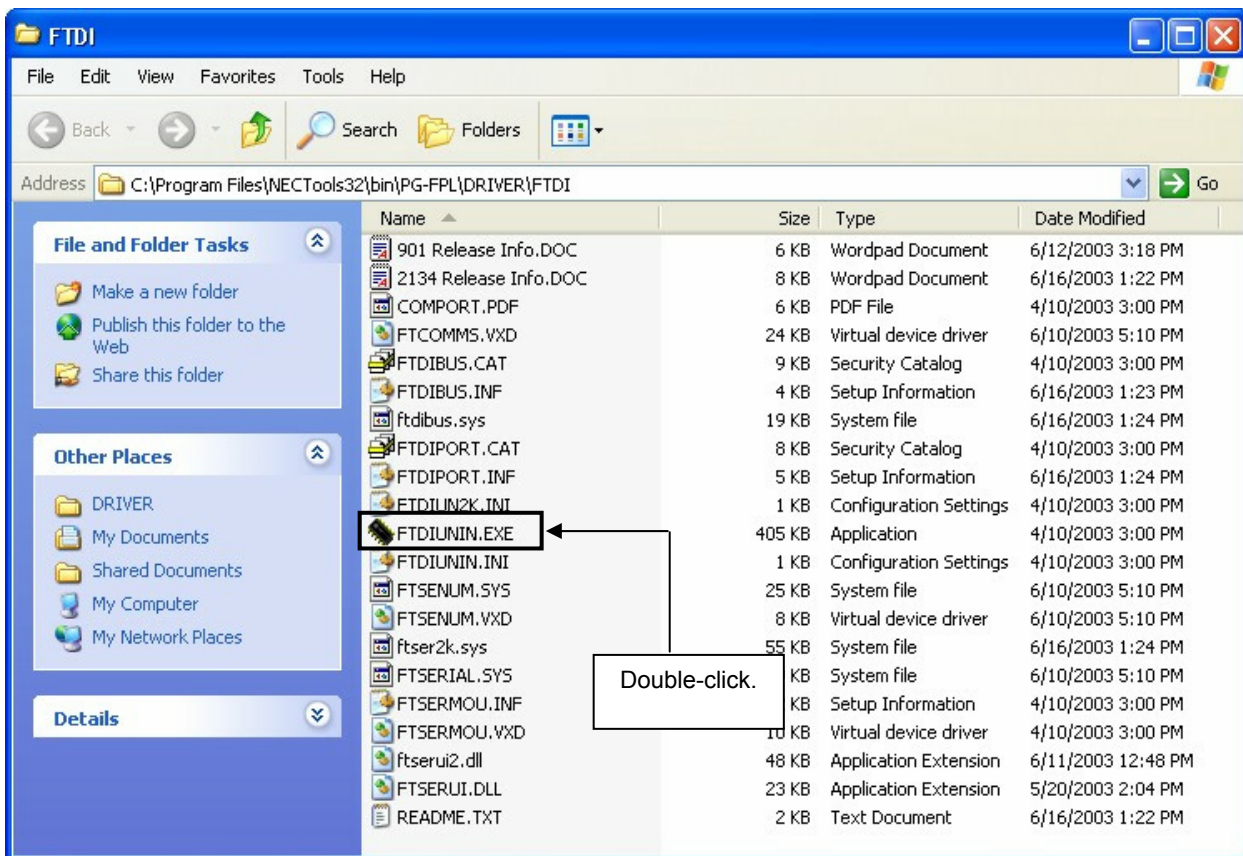 FTDI
File Edit View Favorites Tools Help
Back Search Folders
Address C:\Program Files\NECTools32\bin\PG-FPL\DRIVER\FTDI Go
File and Folder Tasks
Make a new folder
Publish this folder to the
Web
Share this folder
Other Places
DRIVER
My Documents
Shared Documents
My Computer
My Network Places
Details
Name Size Type Date Modified
901 Release Info.DOC 6 KB Wordpad Document 6/12/2003 3:18 PM
2134 Release Info.DOC 8 KB Wordpad Document 6/16/2003 1:22 PM
COMPORT.PDF 6 KB PDF File 4/10/2003 3:00 PM
FTCOMMS.VXD 24 KB Virtual device driver 6/10/2003 5:10 PM
FTDIBUS.CAT 9 KB Security Catalog 4/10/2003 3:00 PM
FTDIBUS.INF 4 KB Setup Information 6/16/2003 1:23 PM
ftdibus.sys 19 KB System file 6/16/2003 1:24 PM
FTDIPORT.CAT 8 KB Security Catalog 4/10/2003 3:00 PM
FTDIPORT.INF 5 KB Setup Information 6/16/2003 1:24 PM
FTDIUN2K.INI 1 KB Configuration Settings 4/10/2003 3:00 PM
FTDIUNIN.EXE 405 KB Application 4/10/2003 3:00 PM
FTDIUNIN.INI 1 KB Configuration Settings 4/10/2003 3:00 PM
FTSENUM.SYS 25 KB System file 6/10/2003 5:10 PM
FTSENUM.VXD 8 KB Virtual device driver 6/10/2003 5:10 PM
ftser2k.sys 55 KB System file 6/16/2003 1:24 PM
FTSERIAL.SYS KB System file 6/10/2003 5:10 PM
FTSERMOU.INF KB Setup Information 4/10/2003 3:00 PM
FTSERMOU.VXD 10 KB Virtual device driver 4/10/2003 3:00 PM
ftserui2.dll 48 KB Application Extension 6/11/2003 12:48 PM
FTSERUI.DLL 23 KB Application Extension 5/20/2003 2:04 PM
README.TXT 2 KB Text Document 6/16/2003 1:22 PM
Double-click.